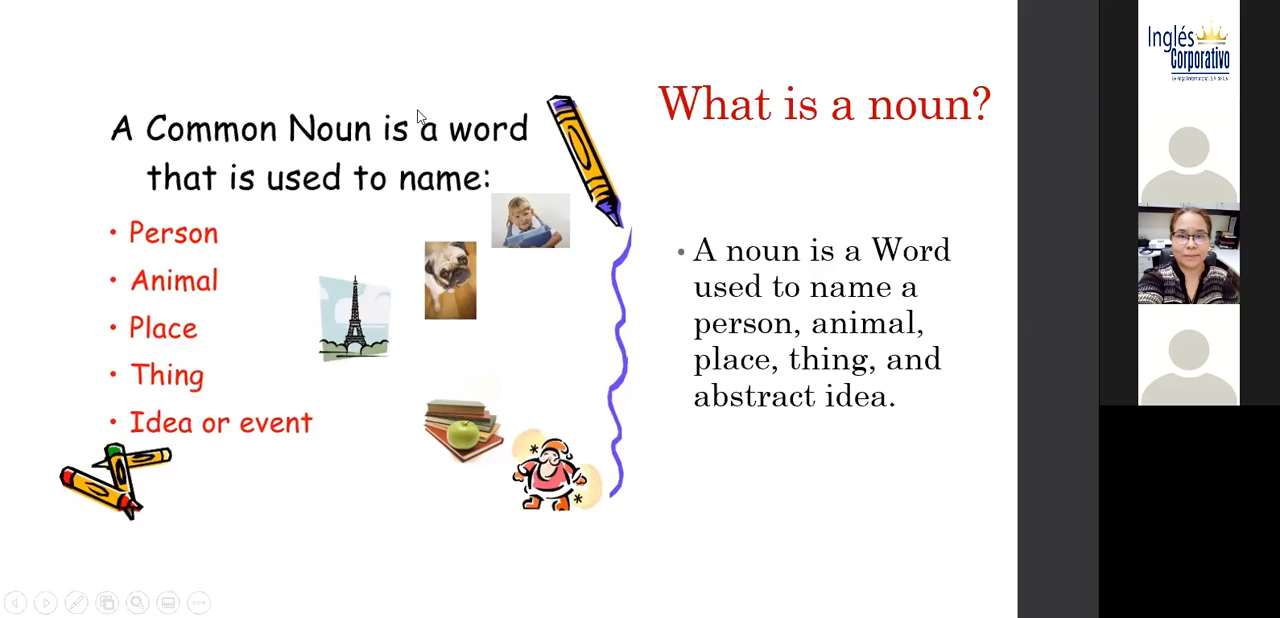 A Common Noun is a word
that is used to name:
• Person
• Animal
• Place
• Thing
• Idea or event
What is a noun?
• A noun is a Word
used to name a
person, animal,
place, thing, and
abstract idea.
Inglés
Corporativo